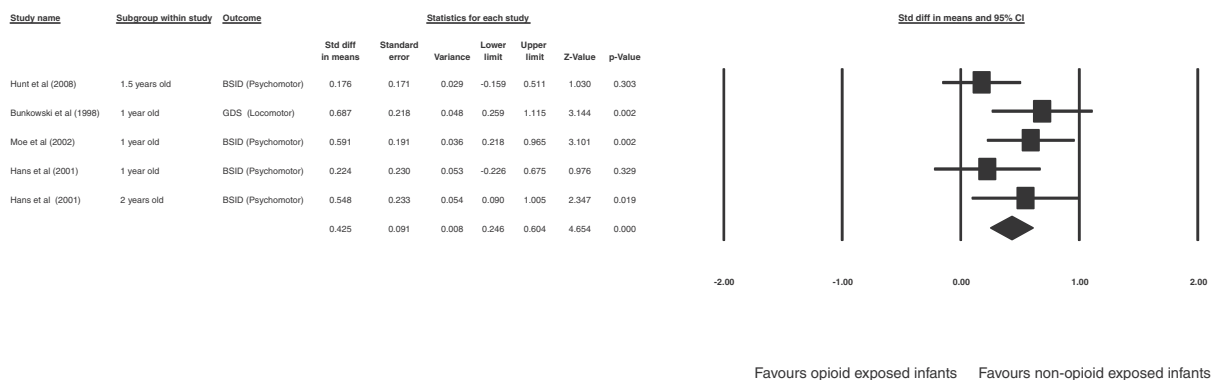 Study name Subgroup within study Outcome Statistics for each study Std diff in means and 95% CI
Std diff in means Standard error Variance Lower limit Upper limit Z-Value p-Value
Hunt et al (2008) 1.5 years old BSID (Psychomotor) 0.176 0.171 0.029 -0.159 0.511 1.030 0.303
Bunkowski et al (1998) 1 year old GDS (Locomotor) 0.687 0.218 0.048 0.259 1.115 3.144 0.002
Moe et al (2002) 1 year old BSID (Psychomotor) 0.591 0.191 0.036 0.218 0.965 3.101 0.002
Hans et al (2001) 1 year old BSID (Psychomotor) 0.224 0.230 0.053 -0.226 0.675 0.976 0.329
Hans et al (2001) 2 years old BSID (Psychomotor) 0.548 0.233 0.054 0.090 1.005 2.347 0.019
0.425 0.091 0.008 0.246 0.604 4.654 0.000
-2.00 -1.00 0.00 1.00 2.00
Favours opioid exposed infants Favours non-opioid exposed infants